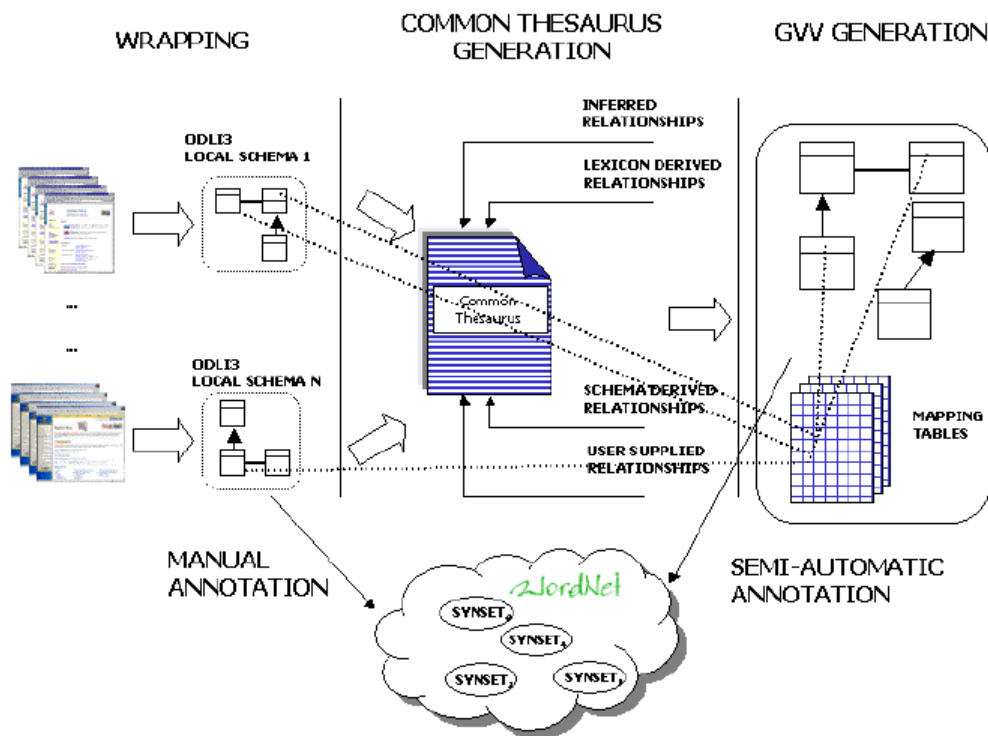 WRAPPING
COMMON THESAURUS
GENERATION
GVV GENERATION
ODLI3
LOCAL SCHEMA 1
INFERRED
RELATIONSHIPS
LEXICON DERIVED
RELATIONSHIPS
Common
Thesaurus
...
...
ODLI3
LOCAL SCHEMA N
SCHEMA DERIVED
RELATIONSHIPS
USER SUPPLIED
RELATIONSHIPS
MAPPING
TABLES
MANUAL
ANNOTATION
SEMI-AUTOMATIC
ANNOTATION
WordNet
SYNSET
SYNSET
SYNSET
SYNSET